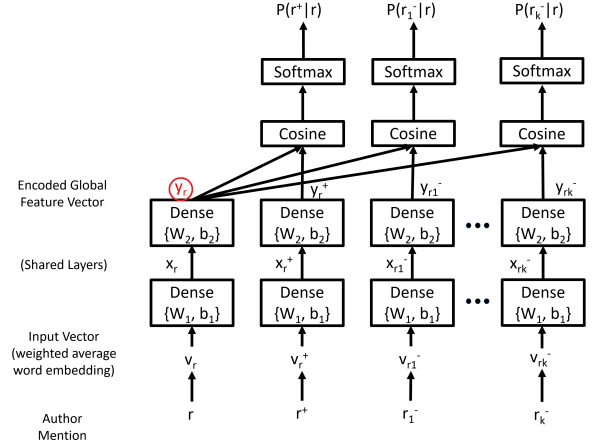 P(r⁺|r) P(r₁⁻|r) P(rₖ⁻|r)
Softmax Softmax Softmax
Cosine Cosine Cosine
Encoded Global
Feature Vector
yᵣ yᵣ⁺ yᵣ₁⁻ yᵣₖ⁻
Dense Dense Dense Dense
{W₂, b₂} {W₂, b₂} {W₂, b₂} ••• {W₂, b₂}
(Shared Layers) xᵣ xᵣ⁺ xᵣ₁⁻ xᵣₖ⁻
Dense Dense Dense Dense
{W₁, b₁} {W₁, b₁} {W₁, b₁} ••• {W₁, b₁}
Input Vector
(weighted average
word embedding)
vᵣ vᵣ⁺ vᵣ₁⁻ vᵣₖ⁻
Author
Mention
r r⁺ r₁⁻ rₖ⁻